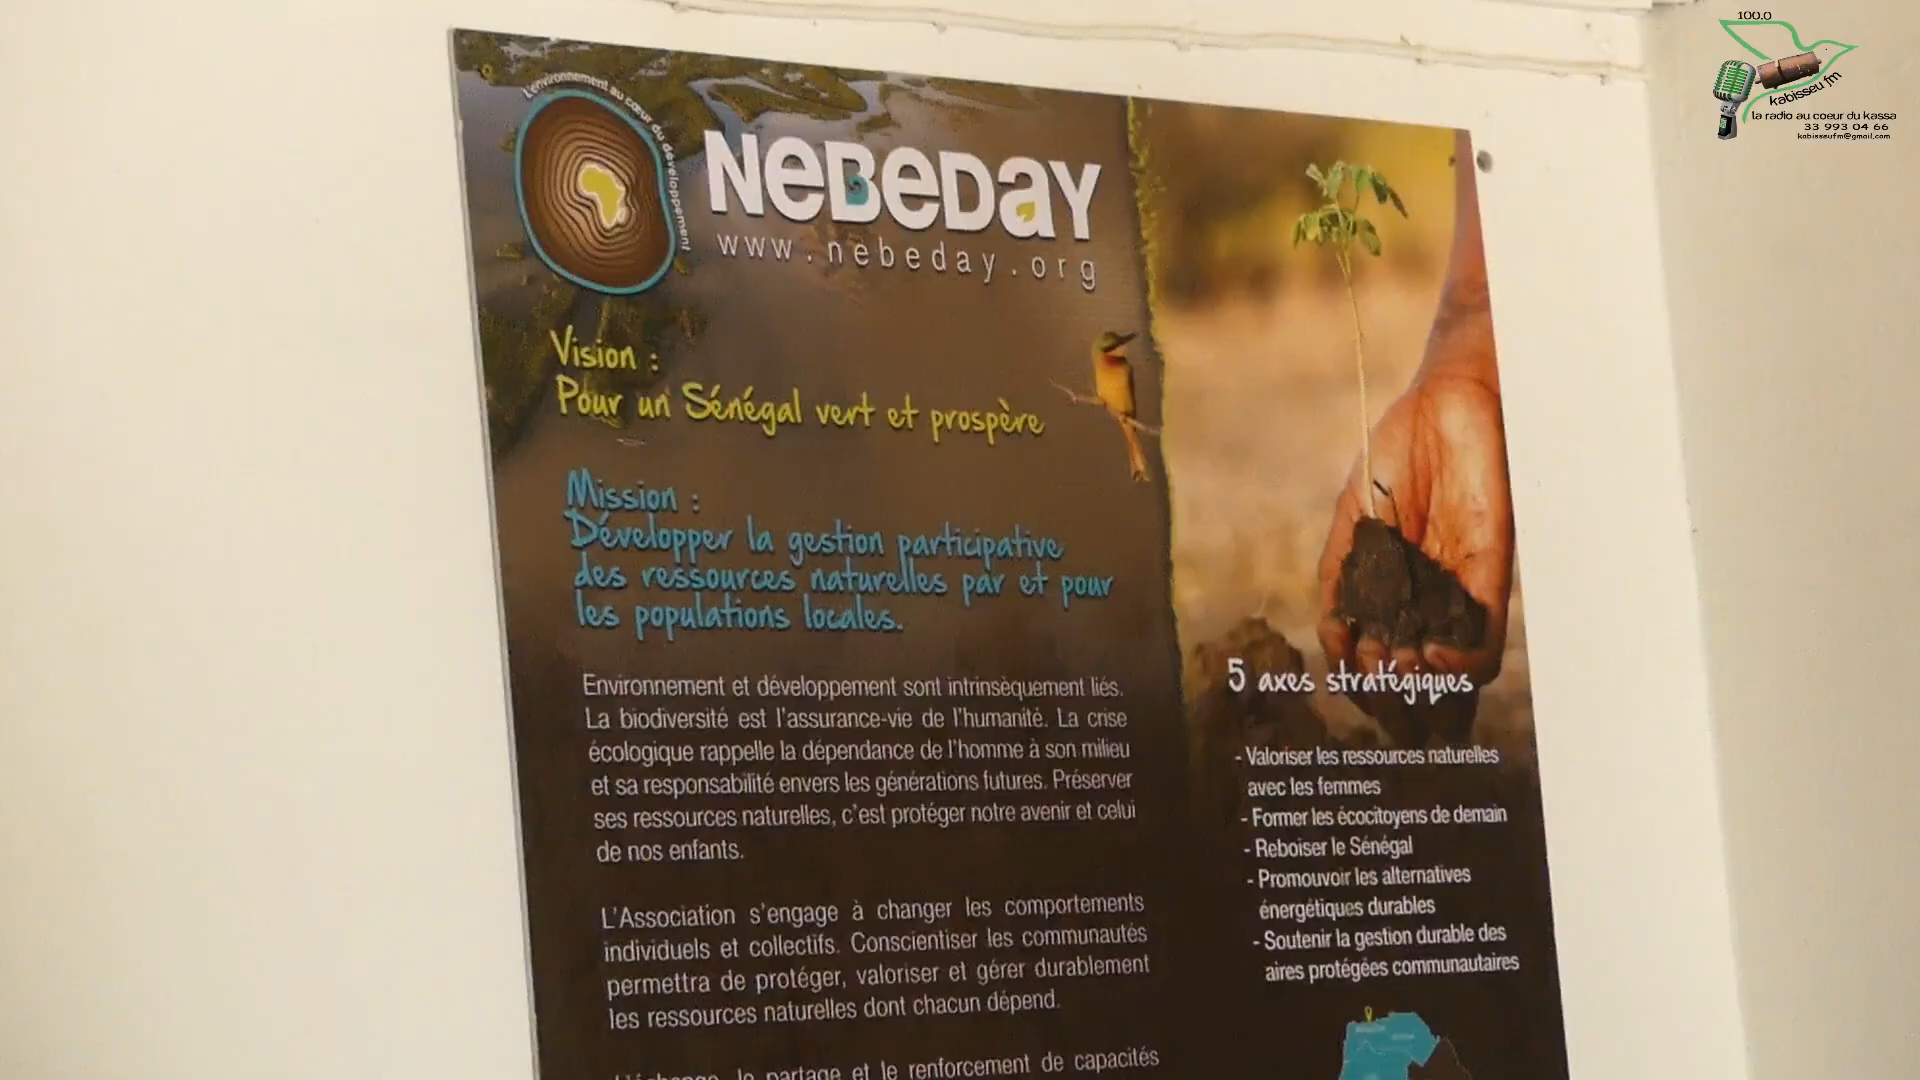 100.0
kabisseu fm
la radio au coeur du kassa
33 993 04 66
kabisseufm@gmail.com
L'environnement au cœur du développement
NEBEDAY
www.nebeday.org
Vision :
Pour un Sénégal vert et prospère
Mission :
Développer la gestion participative
des ressources naturelles par et pour
les populations locales.
Environnement et développement sont intrinsèquement liés.
La biodiversité est l'assurance-vie de l'humanité. La crise
écologique rappelle la dépendance de l'homme à son milieu
et sa responsabilité envers les générations futures. Préserver
ses ressources naturelles, c'est protéger notre avenir et celui
de nos enfants.
L'Association s'engage à changer les comportements
individuels et collectifs. Conscientiser les communautés
permettra de protéger, valoriser et gérer durablement
les ressources naturelles dont chacun dépend.
le partage et le renforcement de capacités
5 axes stratégiques
- Valoriser les ressources naturelles
avec les femmes
- Former les écocitoyens de demain
- Reboiser le Sénégal
- Promouvoir les alternatives
énergétiques durables
- Soutenir la gestion durable des
aires protégées communautaires